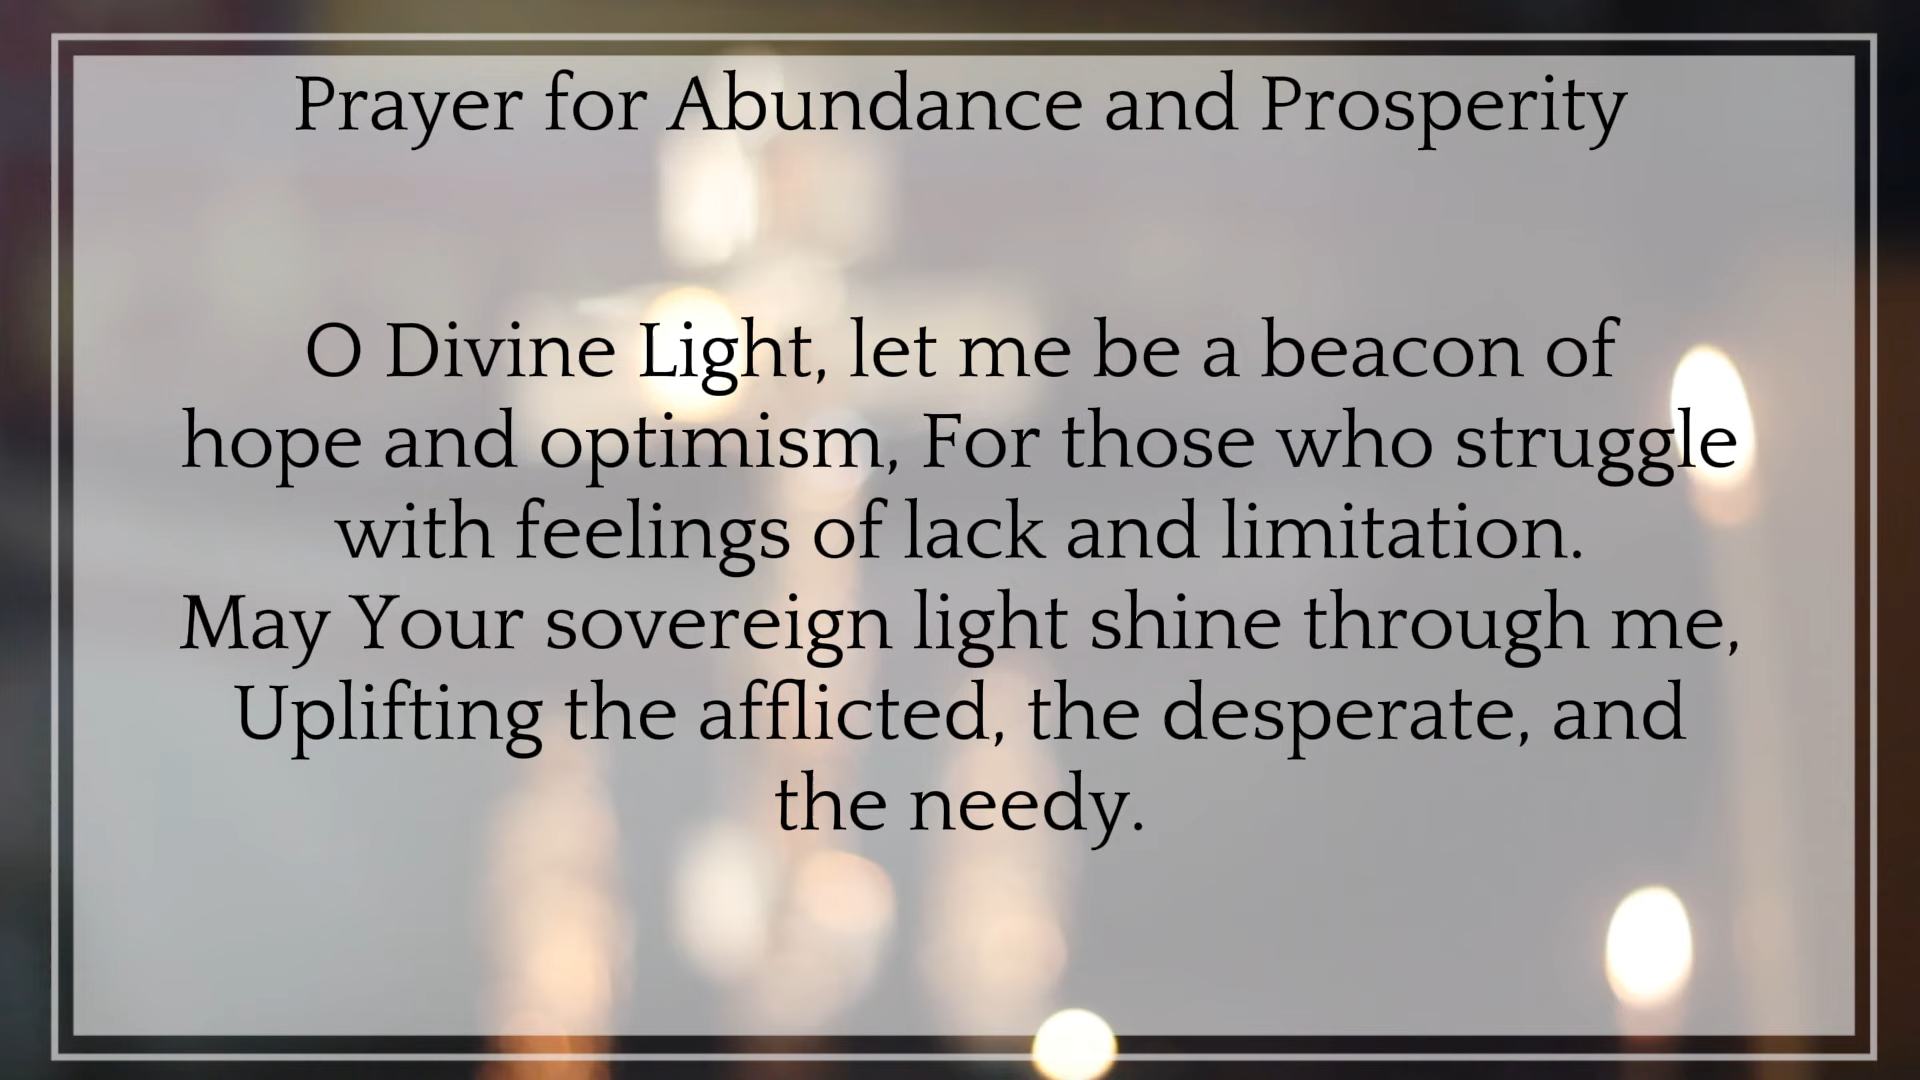 Prayer for Abundance and Prosperity
O Divine Light, let me be a beacon of
hope and optimism, For those who struggle
with feelings of lack and limitation.
May Your sovereign light shine through me,
Uplifting the afflicted, the desperate, and
the needy.